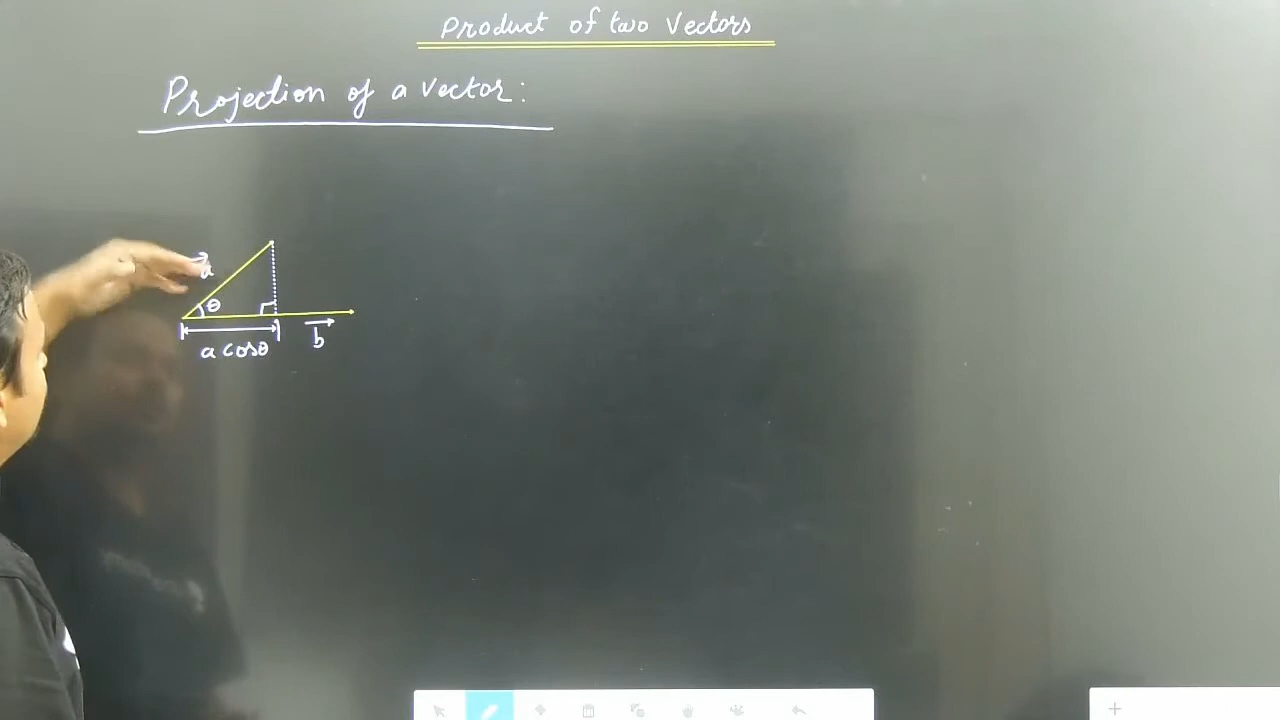 Product of two Vectors
Projection of a vector:
a
θ
a cosθ
b